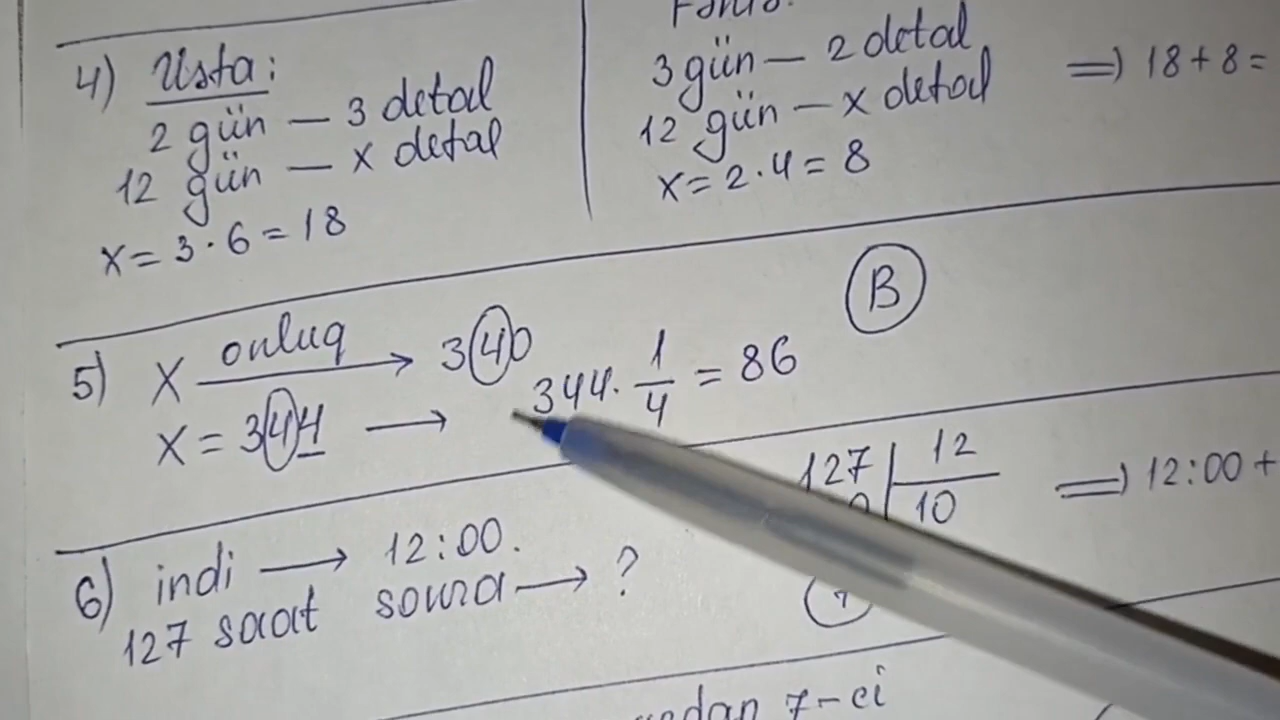 4) Usta:
2 gün — 3 detal
12 gün — x detal
x = 3 · 6 = 18
3 gün — 2 detal
12 gün — x detal
x = 2 · 4 = 8
=> 18 + 8 =
5) X onluq → 340
x = 344 → 344 · 1/4 = 86
B
6) indi → 12:00.
127 saat sonra → ?
127 | 12
10
=> 12:00 +
7-ci